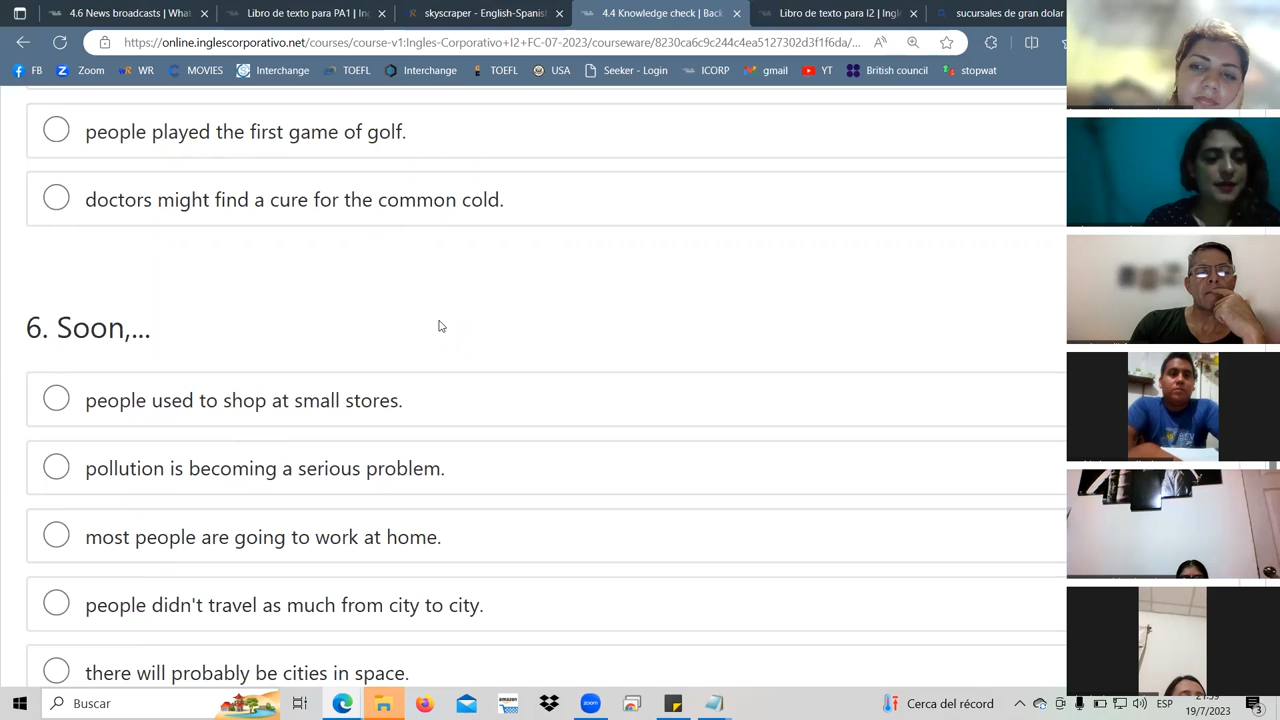 4.6 News broadcasts | What
Libro de texto para PA1 | In
skyscraper - English-Spanis
4.4 Knowledge check | Back
Libro de texto para I2 | Ingle
sucursales de gran dolar
https://online.inglescorporativo.net/courses/course-v1:Ingles-Corporativo+I2+FC-07-2023/courseware/8230ca6c9c244c4ea5127302d3f1f6da/...
FB
Zoom
WR
MOVIES
Interchange
TOEFL
Interchange
TOEFL
USA
Seeker - Login
ICORP
gmail
YT
British council
stopwat
people played the first game of golf.
doctors might find a cure for the common cold.
6. Soon,...
people used to shop at small stores.
pollution is becoming a serious problem.
most people are going to work at home.
people didn't travel as much from city to city.
there will probably be cities in space.
Buscar
Cerca del récord
ESP
21:39
19/7/2023